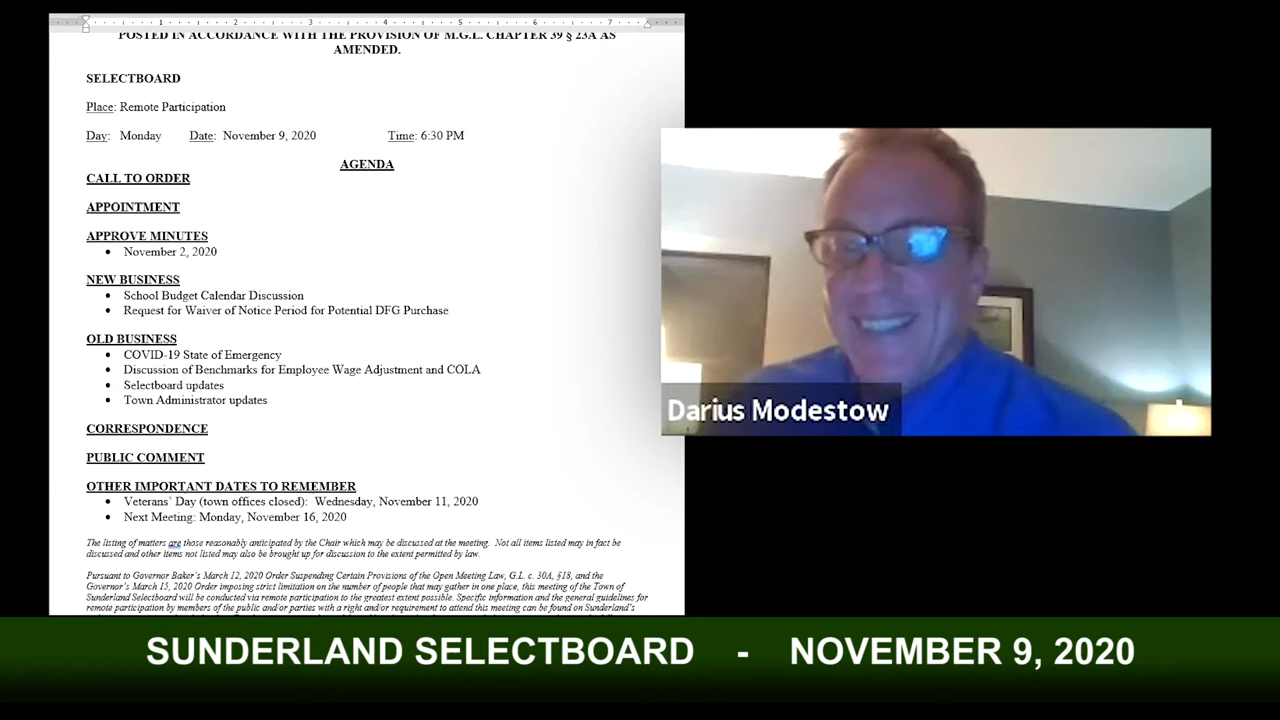 1 2 3 4 5 6 7
POSTED IN ACCORDANCE WITH THE PROVISION OF M.G.L. CHAPTER 39 § 23A AS
AMENDED.
SELECTBOARD
Place: Remote Participation
Day: Monday Date: November 9, 2020 Time: 6:30 PM
AGENDA
CALL TO ORDER
APPOINTMENT
APPROVE MINUTES
• November 2, 2020
NEW BUSINESS
• School Budget Calendar Discussion
• Request for Waiver of Notice Period for Potential DFG Purchase
OLD BUSINESS
• COVID-19 State of Emergency
• Discussion of Benchmarks for Employee Wage Adjustment and COLA
• Selectboard updates
• Town Administrator updates
CORRESPONDENCE
PUBLIC COMMENT
OTHER IMPORTANT DATES TO REMEMBER
• Veterans' Day (town offices closed): Wednesday, November 11, 2020
• Next Meeting: Monday, November 16, 2020
The listing of matters are those reasonably anticipated by the Chair which may be discussed at the meeting. Not all items listed may in fact be
discussed and other items not listed may also be brought up for discussion to the extent permitted by law.
Pursuant to Governor Baker's March 12, 2020 Order Suspending Certain Provisions of the Open Meeting Law, G.L. c. 30A, §18, and the
Governor's March 15, 2020 Order imposing strict limitation on the number of people that may gather in one place, this meeting of the Town of
Sunderland Selectboard will be conducted via remote participation to the greatest extent possible. Specific information and the general guidelines for
remote participation by members of the public and/or parties with a right and/or requirement to attend this meeting can be found on Sunderland's
Darius Modestow
SUNDERLAND SELECTBOARD - NOVEMBER 9, 2020